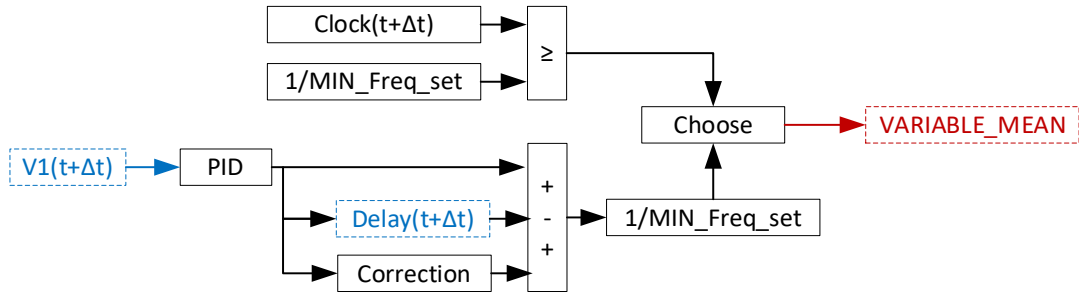 Clock(t+Δt)
≥
1/MIN_Freq_set
Choose
VARIABLE_MEAN
V1(t+Δt)
PID
+
Delay(t+Δt)
-
1/MIN_Freq_set
+
Correction